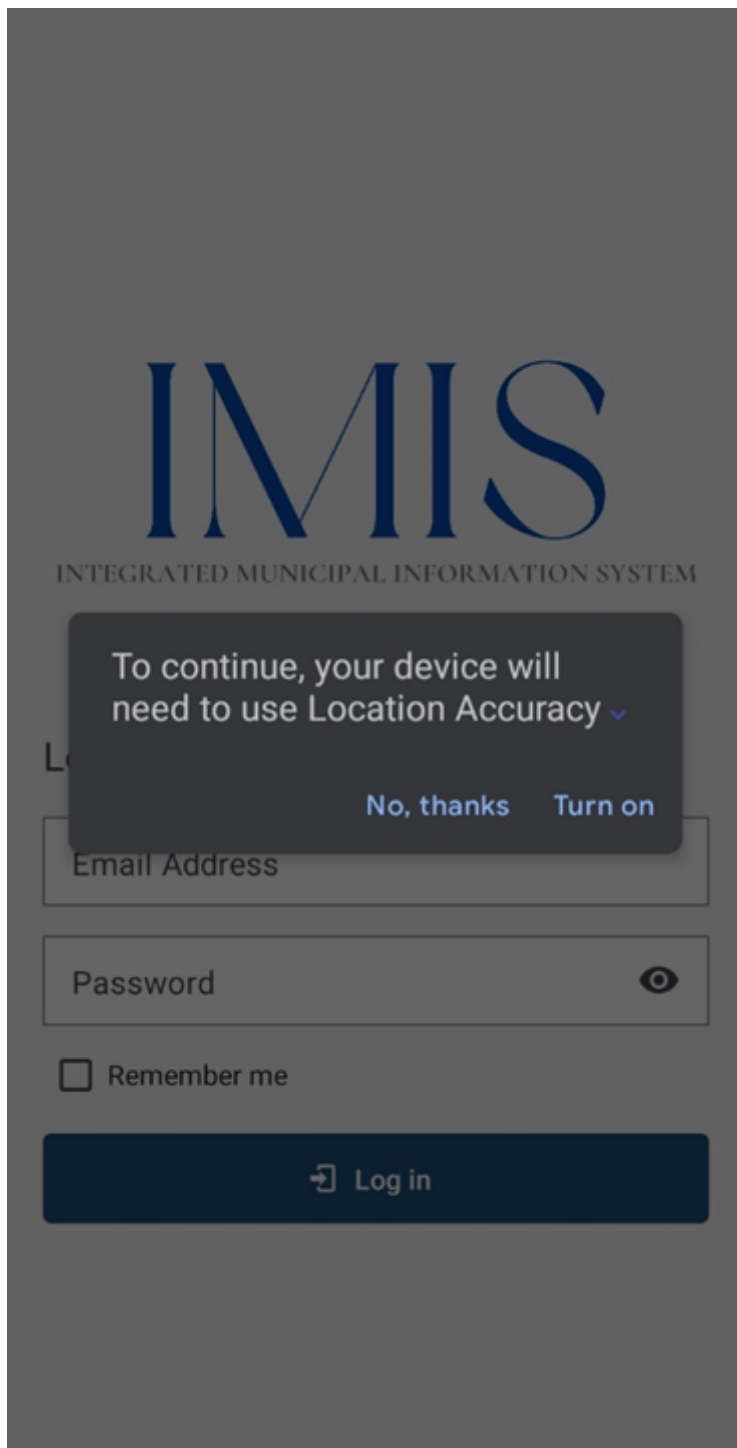 IMIS
INTEGRATED MUNICIPAL INFORMATION SYSTEM
To continue, your device will
need to use Location Accuracy
No, thanks Turn on
Email Address
Password
Remember me
Log in